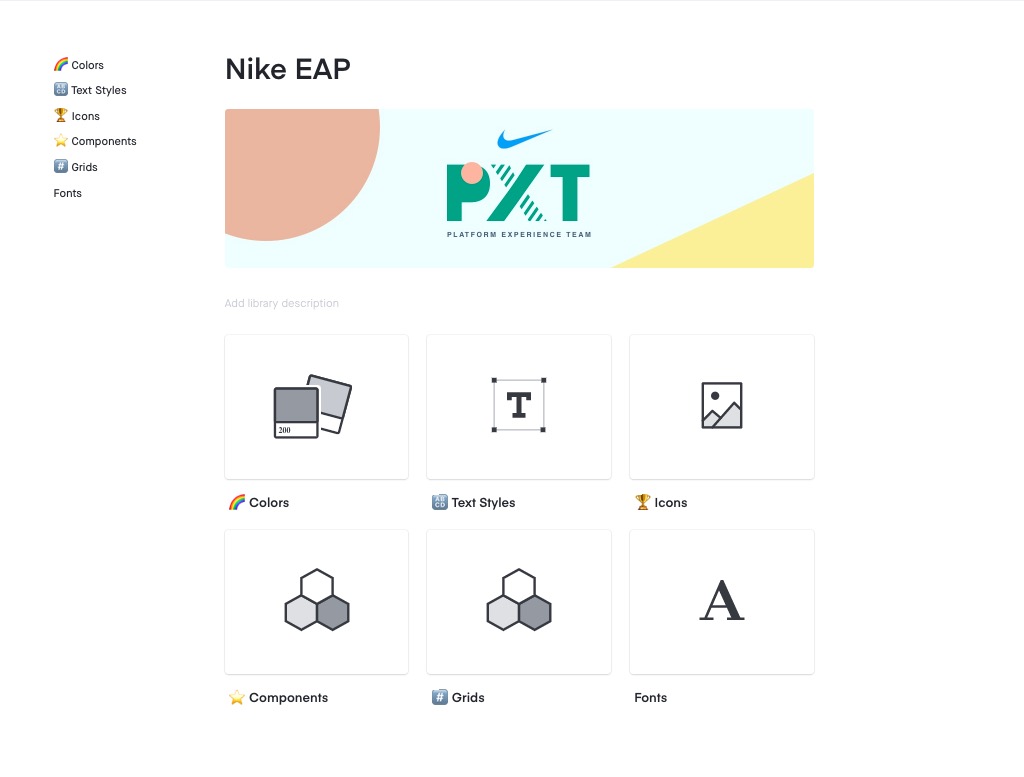 🌈 Colors
🔠 Text Styles
🏆 Icons
⭐ Components
#️⃣ Grids
Fonts
Nike EAP
PXT
PLATFORM EXPERIENCE TEAM
Add library description
200
T
🌈 Colors
🔠 Text Styles
🏆 Icons
A
⭐ Components
#️⃣ Grids
Fonts